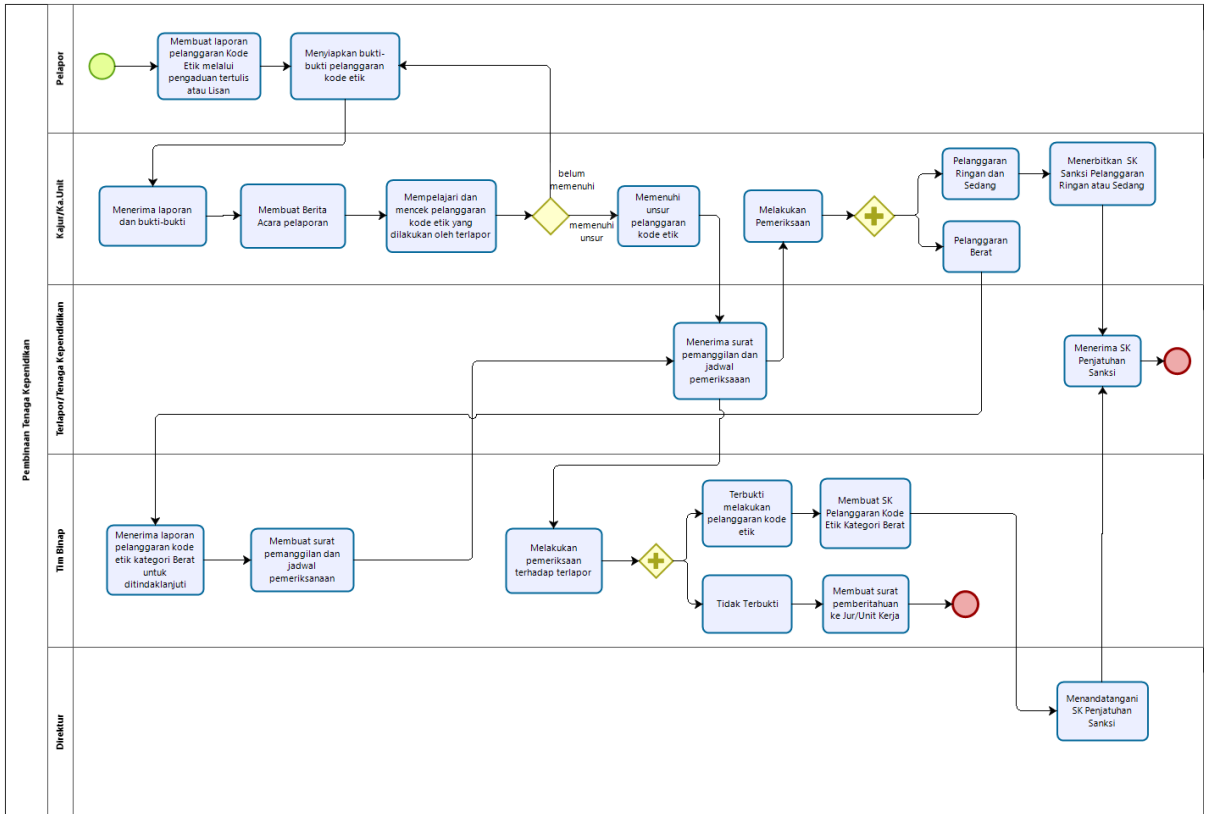 Pembinaan Tenaga Kepenidikan
Pelapor
Membuat laporan
pelanggaran Kode
Etik melalui
pengaduan tertulis
atau Lisan
Menyiapkan bukti-
bukti pelanggaran
kode etik
Kajur/Ka.Unit
Menerima laporan
dan bukti-bukti
Membuat Berita
Acara pelaporan
Mempelajari dan
mencek pelanggaran
kode etik yang
dilakukan oleh terlapor
belum
memenuhi
memenuhi
unsur
Memenuhi
unsur
pelanggaran
kode etik
Melakukan
Pemeriksaan
Pelanggaran
Ringan dan
Sedang
Menerbitkan SK
Sanksi Pelanggaran
Ringan atau Sedang
Pelanggaran
Berat
Terlapor/Tenaga Kependidikan
Menerima surat
pemanggilan dan
jadwal
pemeriksaaan
Menerima SK
Penjatuhan
Sanksi
Tim Binap
Menerima laporan
pelanggaran kode
etik kategori Berat
untuk
ditindaklanjuti
Membuat surat
pemanggilan dan
jadwal
pemeriksanaan
Melakukan
pemeriksaan
terhadap terlapor
Terbukti
melakukan
pelanggaran kode
etik
Membuat SK
Pelanggaran Kode
Etik Kategori Berat
Tidak Terbukti
Membuat surat
pemberitahuan
ke Jur/Unit Kerja
Direktur
Menandatangani
SK Penjatuhan
Sanksi